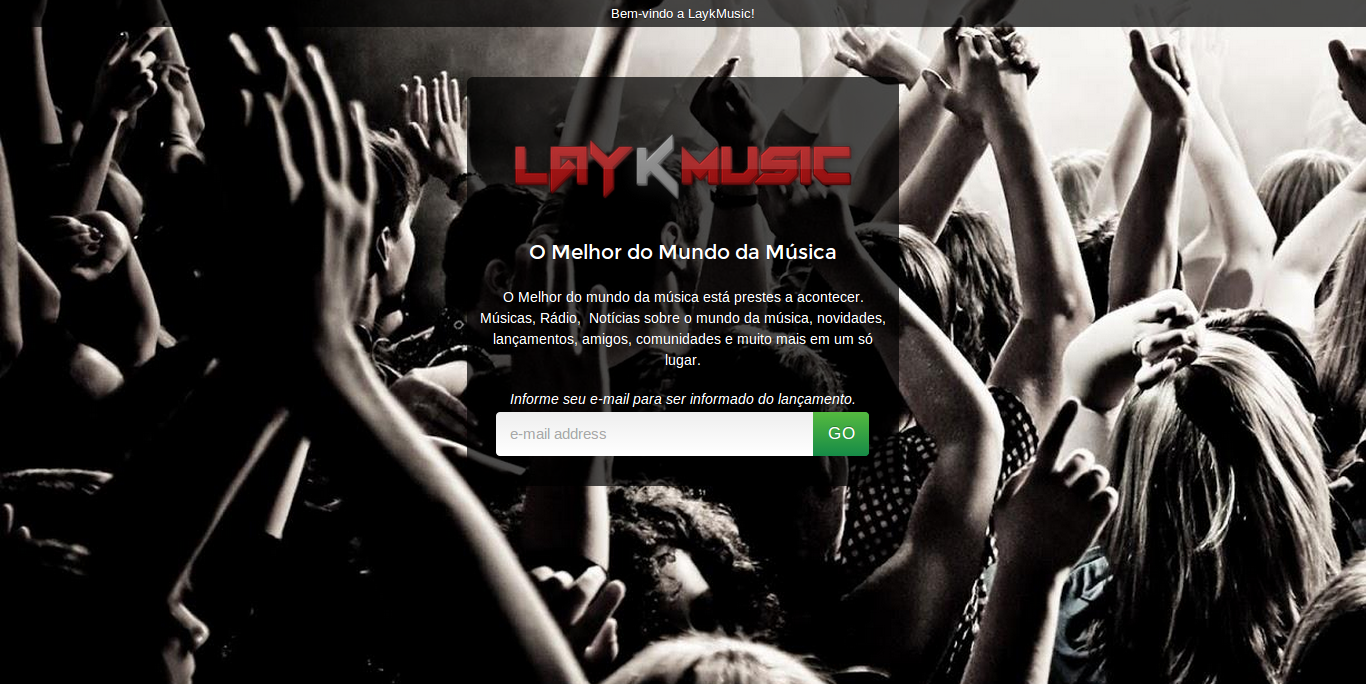 Bem-vindo a LaykMusic!
LAYKMUSIC
O Melhor do Mundo da Música
O Melhor do mundo da música está prestes a acontecer.
Músicas, Rádio,  Notícias sobre o mundo da música, novidades,
lançamentos, amigos, comunidades e muito mais em um só
lugar.
Informe seu e-mail para ser informado do lançamento.
e-mail address GO